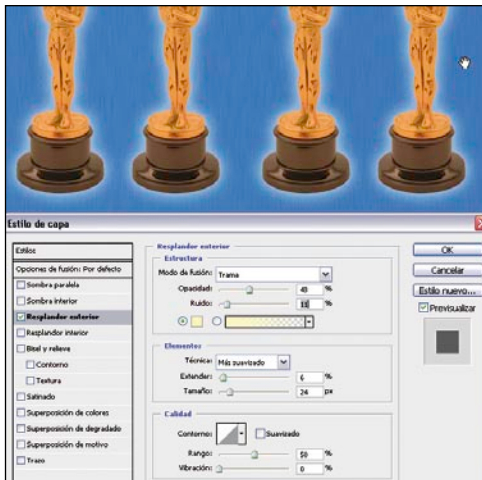 Estilo de capa
Estilos
Opciones de fusión: Por defecto
Sombra paralela
Sombra interior
Resplandor exterior
Resplandor interior
Bisel y relieve
Contorno
Textura
Satinado
Superposición de colores
Superposición de degradado
Superposición de motivo
Trazo
Resplandor exterior
Estructura
Modo de fusión: Trama
Opacidad: 43 %
Ruido: 11 %
Elementos
Técnica: Más suavizado
Extender: 6 %
Tamaño: 24 px
Calidad
Contorno: Suavizado
Rango: 50 %
Vibración: 0 %
OK
Cancelar
Estilo nuevo...
Previsualizar